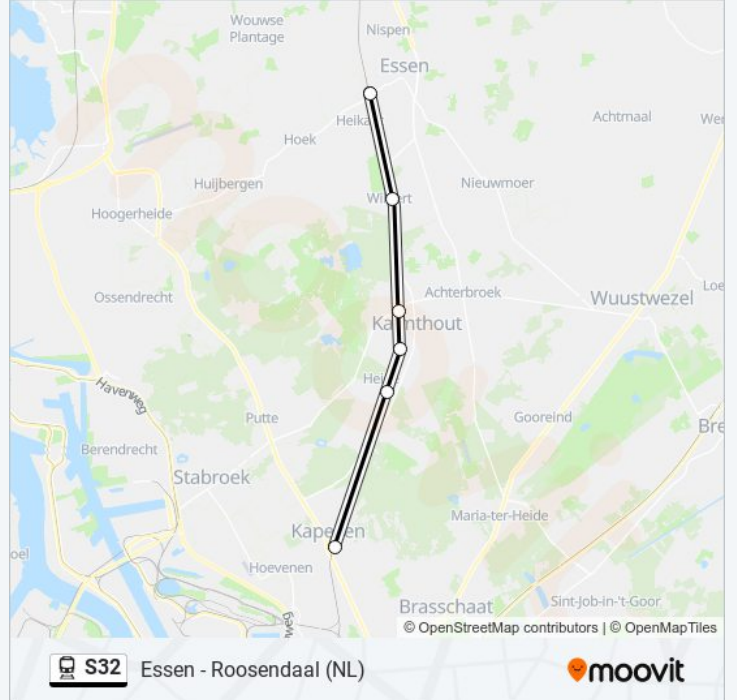 Wouwse
Plantage
Nispen
Essen
Achtmaal
Hoek
Huijbergen
Nieuwmoer
Hoogerheide
Ossendrecht
Achterbroek
Wuustwezel
Havenweg
Putte
Gooreind
Berendrecht
Stabroek
Maria-ter-Heide
Hoevenen
Brasschaat
Sint-Job-in-'t-Goor
© OpenStreetMap contributors | © OpenMapTiles
S32 Essen - Roosendaal (NL)
moovit